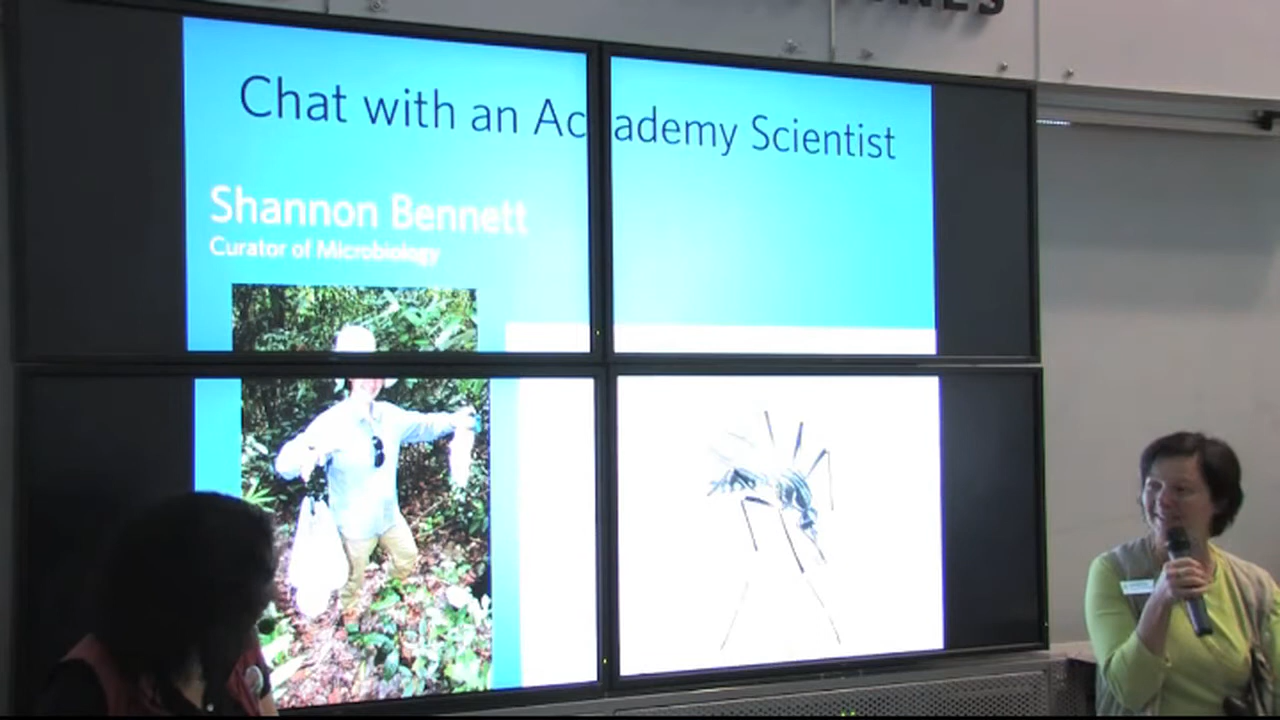 Chat with an Academy Scientist
Shannon Bennett
Curator of Microbiology